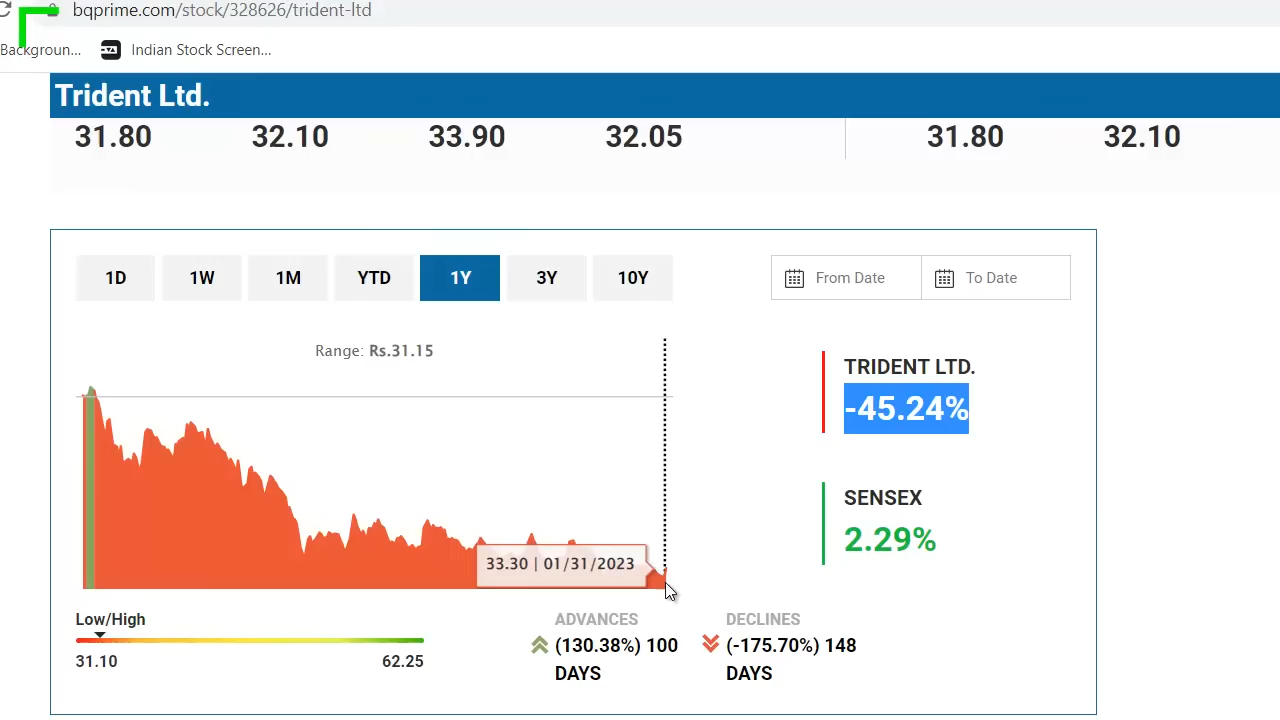 bqprime.com/stock/328626/trident-ltd
Backgroun... Indian Stock Screen...
Trident Ltd.
31.80 32.10 33.90 32.05 31.80 32.10
1D 1W 1M YTD 1Y 3Y 10Y From Date To Date
Range: Rs.31.15
TRIDENT LTD.
-45.24%
SENSEX
2.29%
33.30 | 01/31/2023
Low/High
31.10 62.25
ADVANCES
(130.38%) 100
DAYS
DECLINES
(-175.70%) 148
DAYS